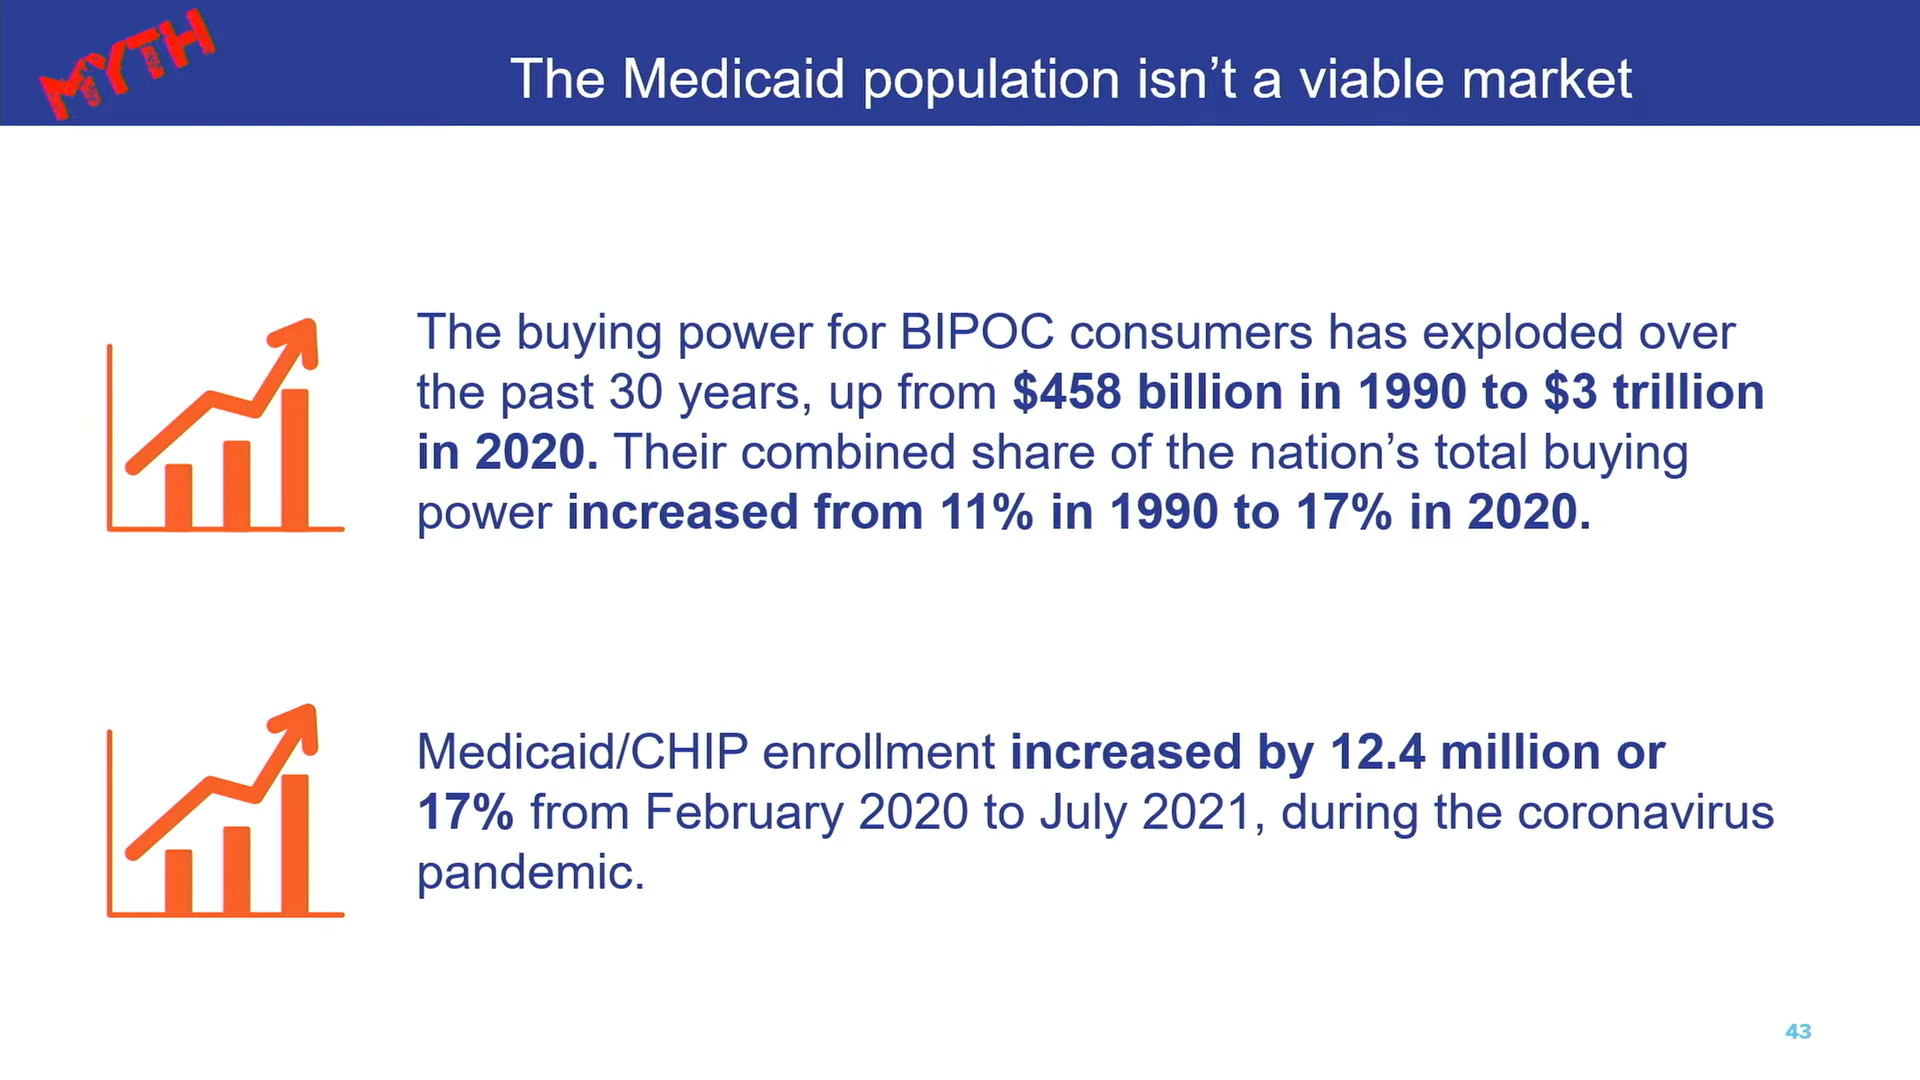 MYTH
The Medicaid population isn’t a viable market
The buying power for BIPOC consumers has exploded over
the past 30 years, up from $458 billion in 1990 to $3 trillion
in 2020. Their combined share of the nation’s total buying
power increased from 11% in 1990 to 17% in 2020.
Medicaid/CHIP enrollment increased by 12.4 million or
17% from February 2020 to July 2021, during the coronavirus
pandemic.
43